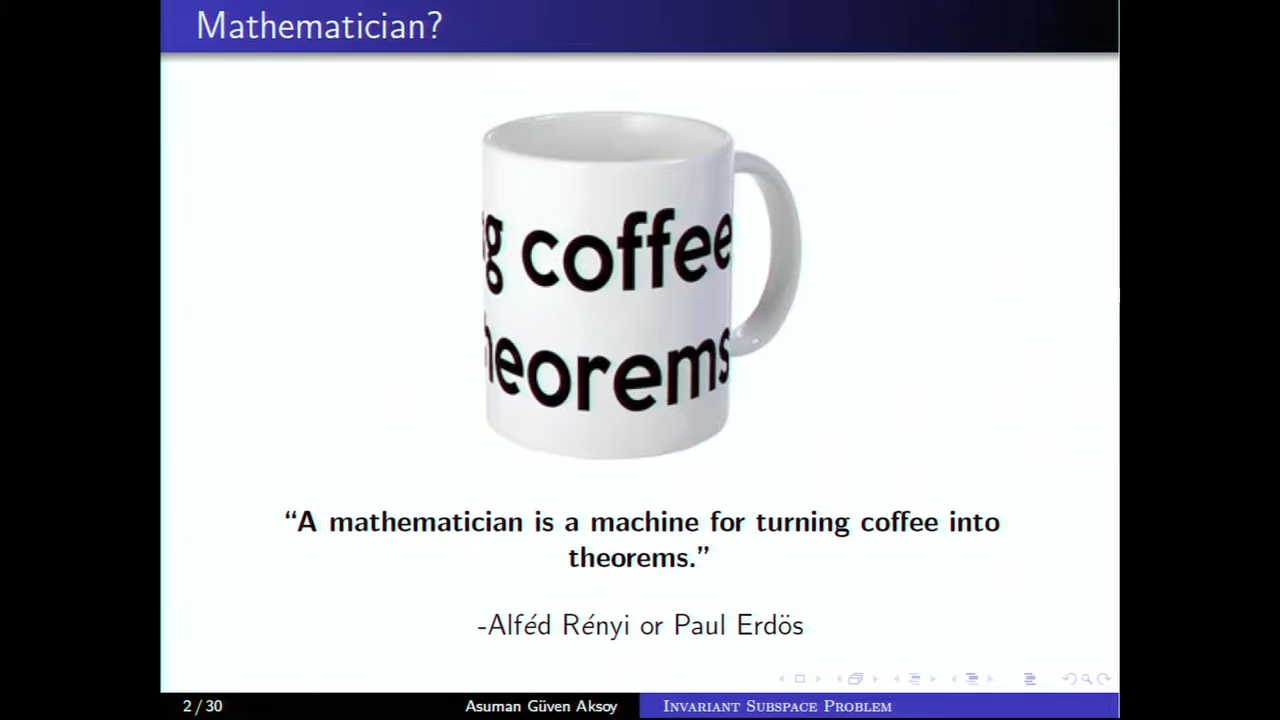 Mathematician?
g coffee
heorems
“A mathematician is a machine for turning coffee into
theorems.”
-Alféd Rényi or Paul Erdös
2 / 30
Asuman Güven Aksoy
Invariant Subspace Problem